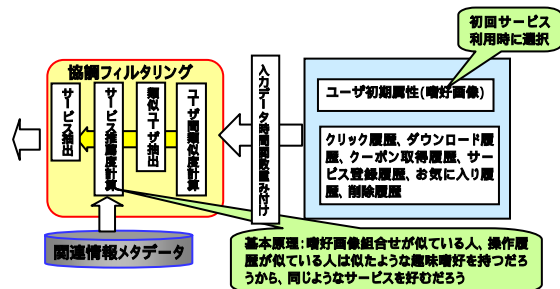 初回サービス
利用時に選択
協調フィルタリング
サービス抽出
サービス推薦度計算
類似ユーザ抽出
ユーザ間類似度計算
入力データ時間関数重み付け
ユーザ初期属性(嗜好画像)
クリック履歴、ダウンロード履
歴、クーポン取得履歴、サー
ビス登録履歴、お気に入り履
歴、削除履歴
関連情報メタデータ
基本原理：嗜好画像組合せが似ている人、操作履
歴が似ている人は似たような趣味嗜好を持つだろ
うから、同じようなサービスを好むだろう